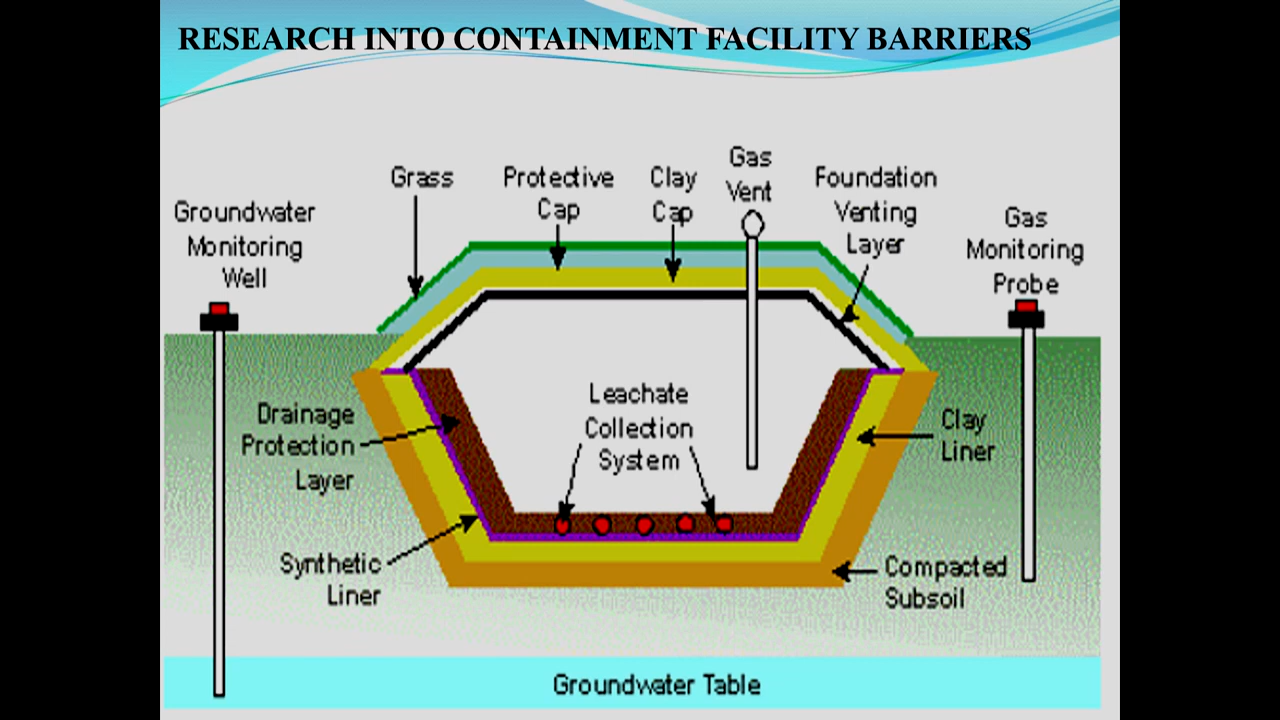 RESEARCH INTO CONTAINMENT FACILITY BARRIERS
Groundwater
Monitoring
Well
Grass
Protective
Cap
Clay
Cap
Gas
Vent
Foundation
Venting
Layer
Gas
Monitoring
Probe
Drainage
Protection
Layer
Leachate
Collection
System
Clay
Liner
Synthetic
Liner
Compacted
Subsoil
Groundwater Table